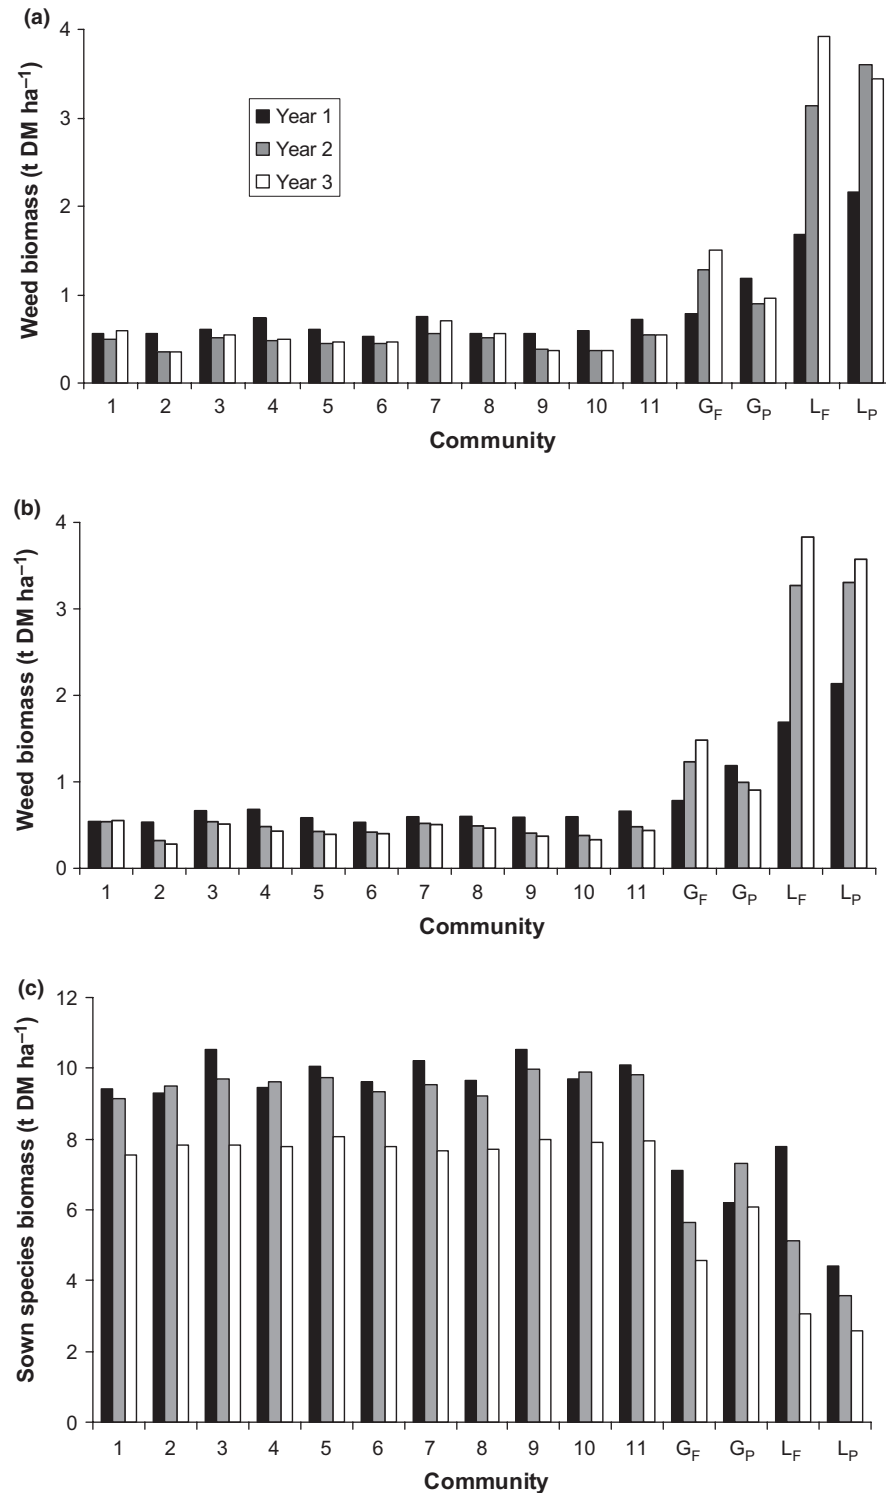 (a)
Weed biomass (t DM ha⁻¹)
4
3
2
1
0
Year 1
Year 2
Year 3
1 2 3 4 5 6 7 8 9 10 11 G_F G_P L_F L_P
Community
(b)
Weed biomass (t DM ha⁻¹)
4
3
2
1
0
1 2 3 4 5 6 7 8 9 10 11 G_F G_P L_F L_P
Community
(c)
Sown species biomass (t DM ha⁻¹)
12
10
8
6
4
2
0
1 2 3 4 5 6 7 8 9 10 11 G_F G_P L_F L_P
Community